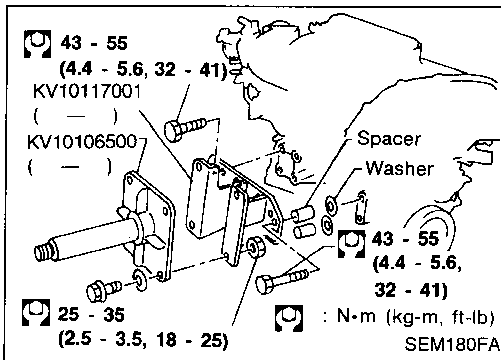 43 - 55
(4.4 - 5.6, 32 - 41)
KV10117001
( — )
KV10106500
( — )
Spacer
Washer
43 - 55
(4.4 - 5.6,
32 - 41)
25 - 35
(2.5 - 3.5, 18 - 25)
: N•m (kg-m, ft-lb)
SEM180FA